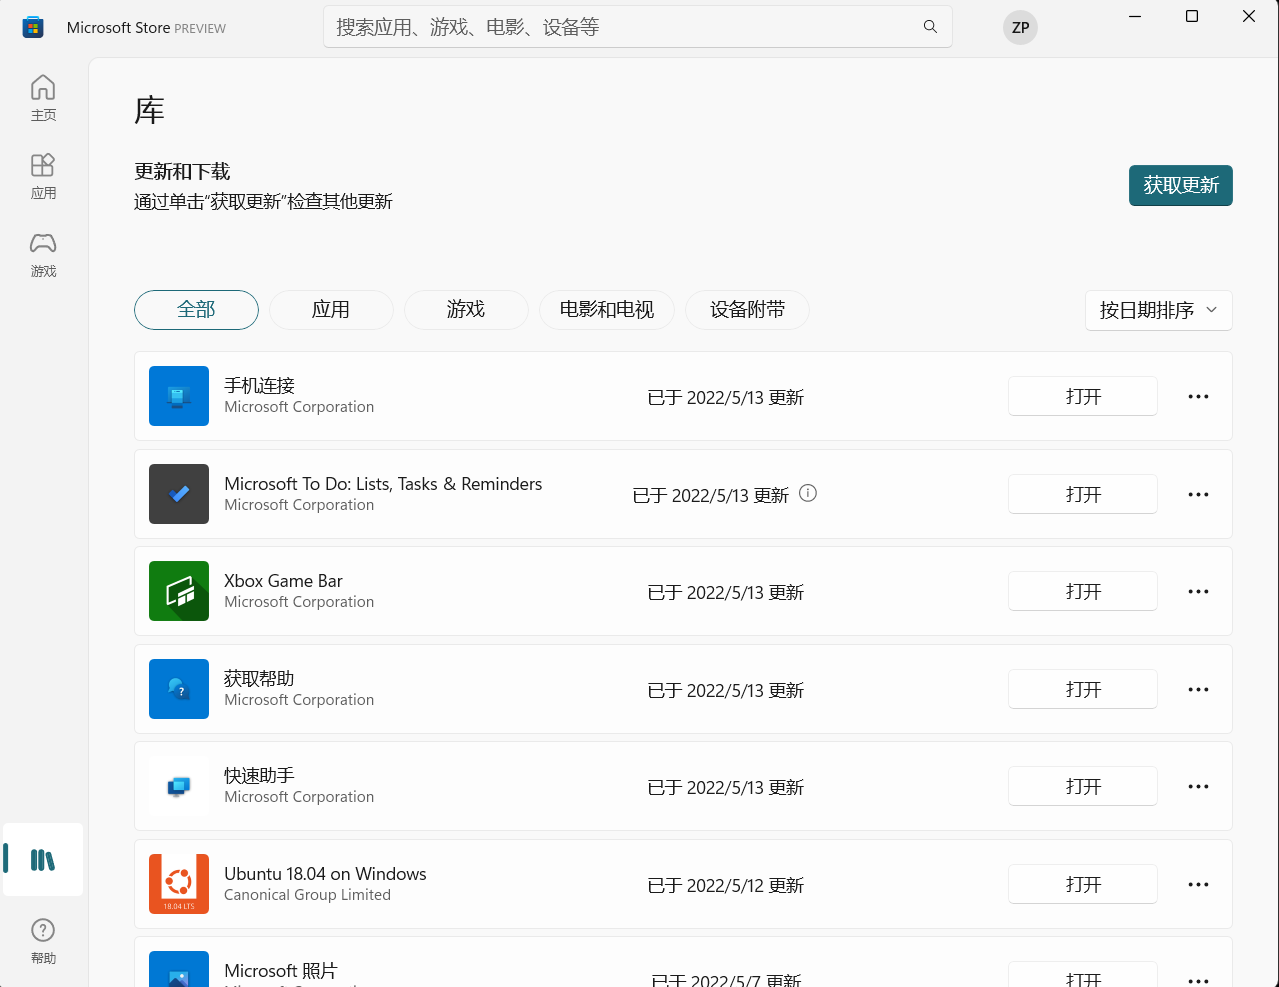 Microsoft Store PREVIEW
搜索应用、游戏、电影、设备等
ZP
主页
应用
游戏
帮助
库
更新和下载
通过单击“获取更新”检查其他更新
获取更新
全部
应用
游戏
电影和电视
设备附带
按日期排序
手机连接
Microsoft Corporation
已于 2022/5/13 更新
打开
Microsoft To Do: Lists, Tasks & Reminders
Microsoft Corporation
已于 2022/5/13 更新
打开
Xbox Game Bar
Microsoft Corporation
已于 2022/5/13 更新
打开
获取帮助
Microsoft Corporation
已于 2022/5/13 更新
打开
快速助手
Microsoft Corporation
已于 2022/5/13 更新
打开
18.04 LTS
Ubuntu 18.04 on Windows
Canonical Group Limited
已于 2022/5/12 更新
打开
Microsoft 照片
已于 2022/5/7 更新
打开